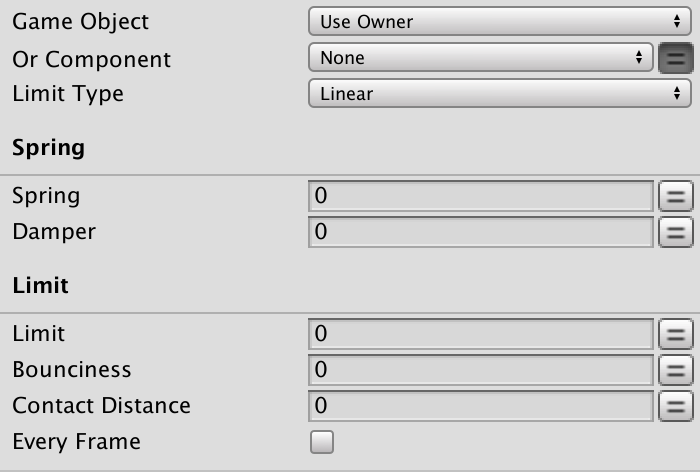 Game Object Use Owner
Or Component None
Limit Type Linear
Spring
Spring 0
Damper 0
Limit
Limit 0
Bounciness 0
Contact Distance 0
Every Frame